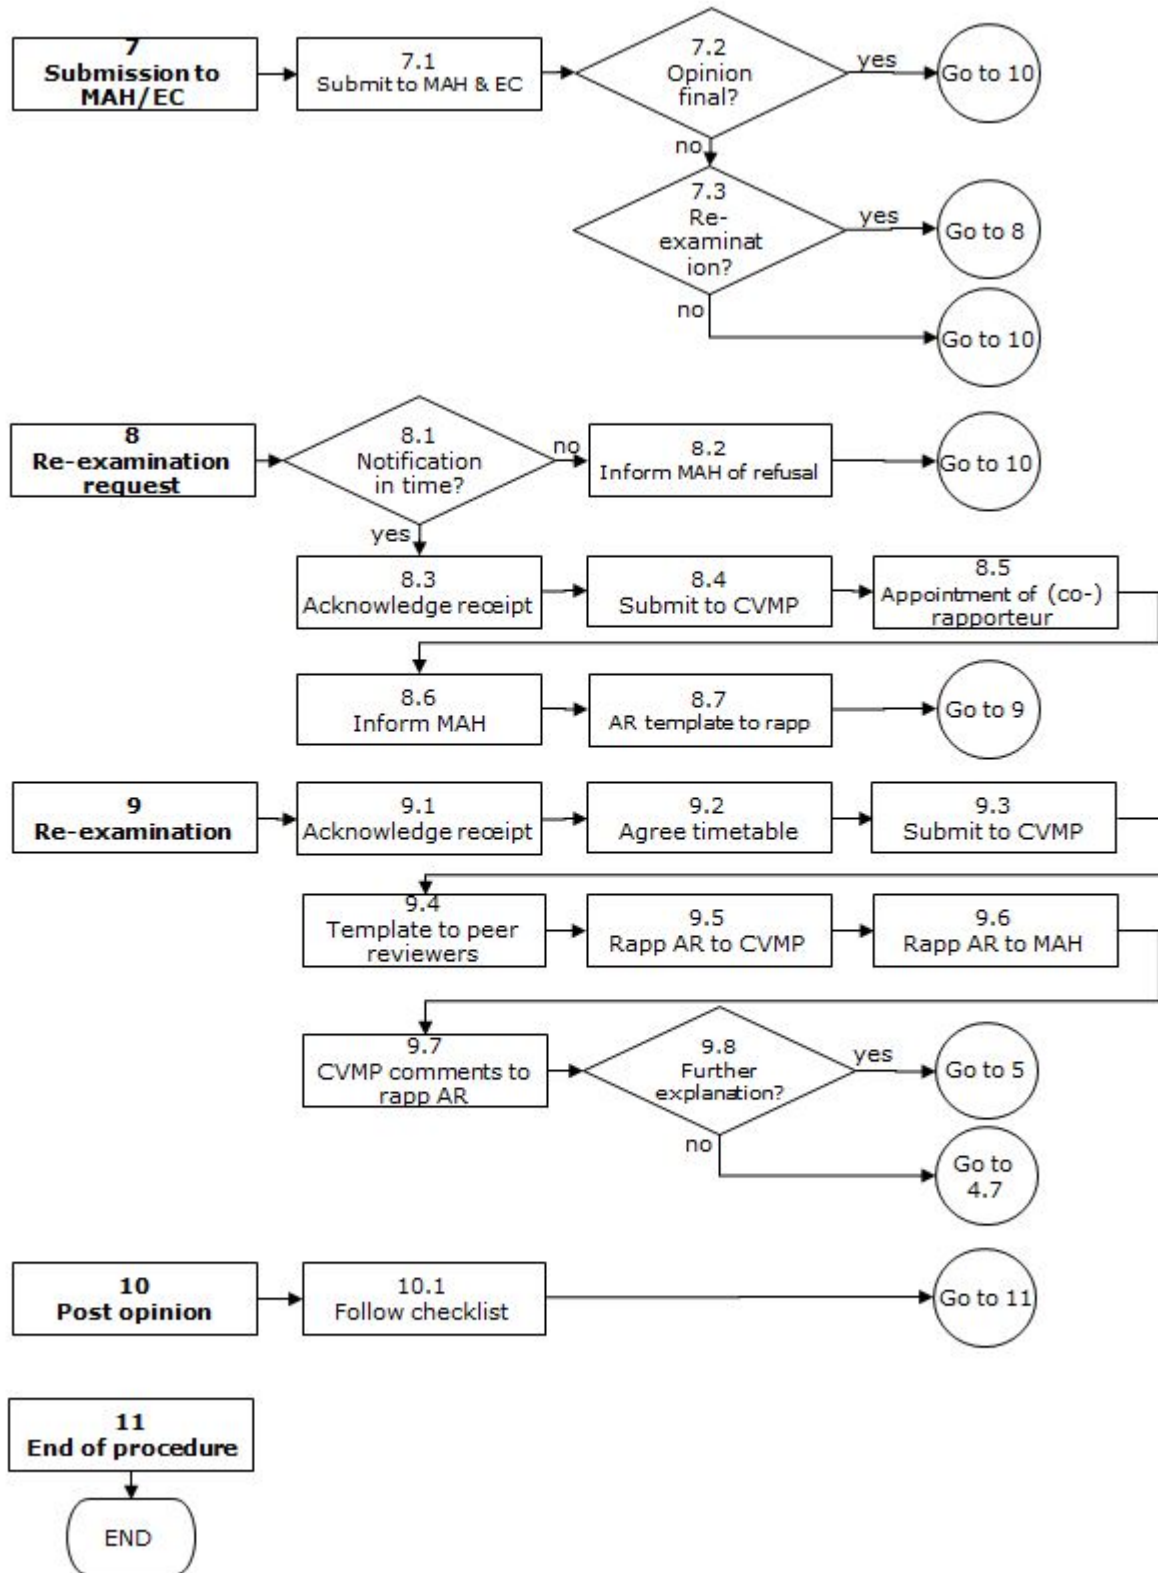 7
Submission to
MAH/EC
7.1
Submit to MAH & EC
7.2
Opinion
final?
yes
Go to 10
no
7.3
Re-
examinat
ion?
yes
Go to 8
no
Go to 10
8
Re-examination
request
8.1
Notification
in time?
no
8.2
Inform MAH of refusal
Go to 10
yes
8.3
Acknowledge receipt
8.4
Submit to CVMP
8.5
Appointment of (co-)
rapporteur
8.6
Inform MAH
8.7
AR template to rapp
Go to 9
9
Re-examination
9.1
Acknowledge receipt
9.2
Agree timetable
9.3
Submit to CVMP
9.4
Template to peer
reviewers
9.5
Rapp AR to CVMP
9.6
Rapp AR to MAH
9.7
CVMP comments to
rapp AR
9.8
Further
explanation?
yes
Go to 5
no
Go to
4.7
10
Post opinion
10.1
Follow checklist
Go to 11
11
End of procedure
END